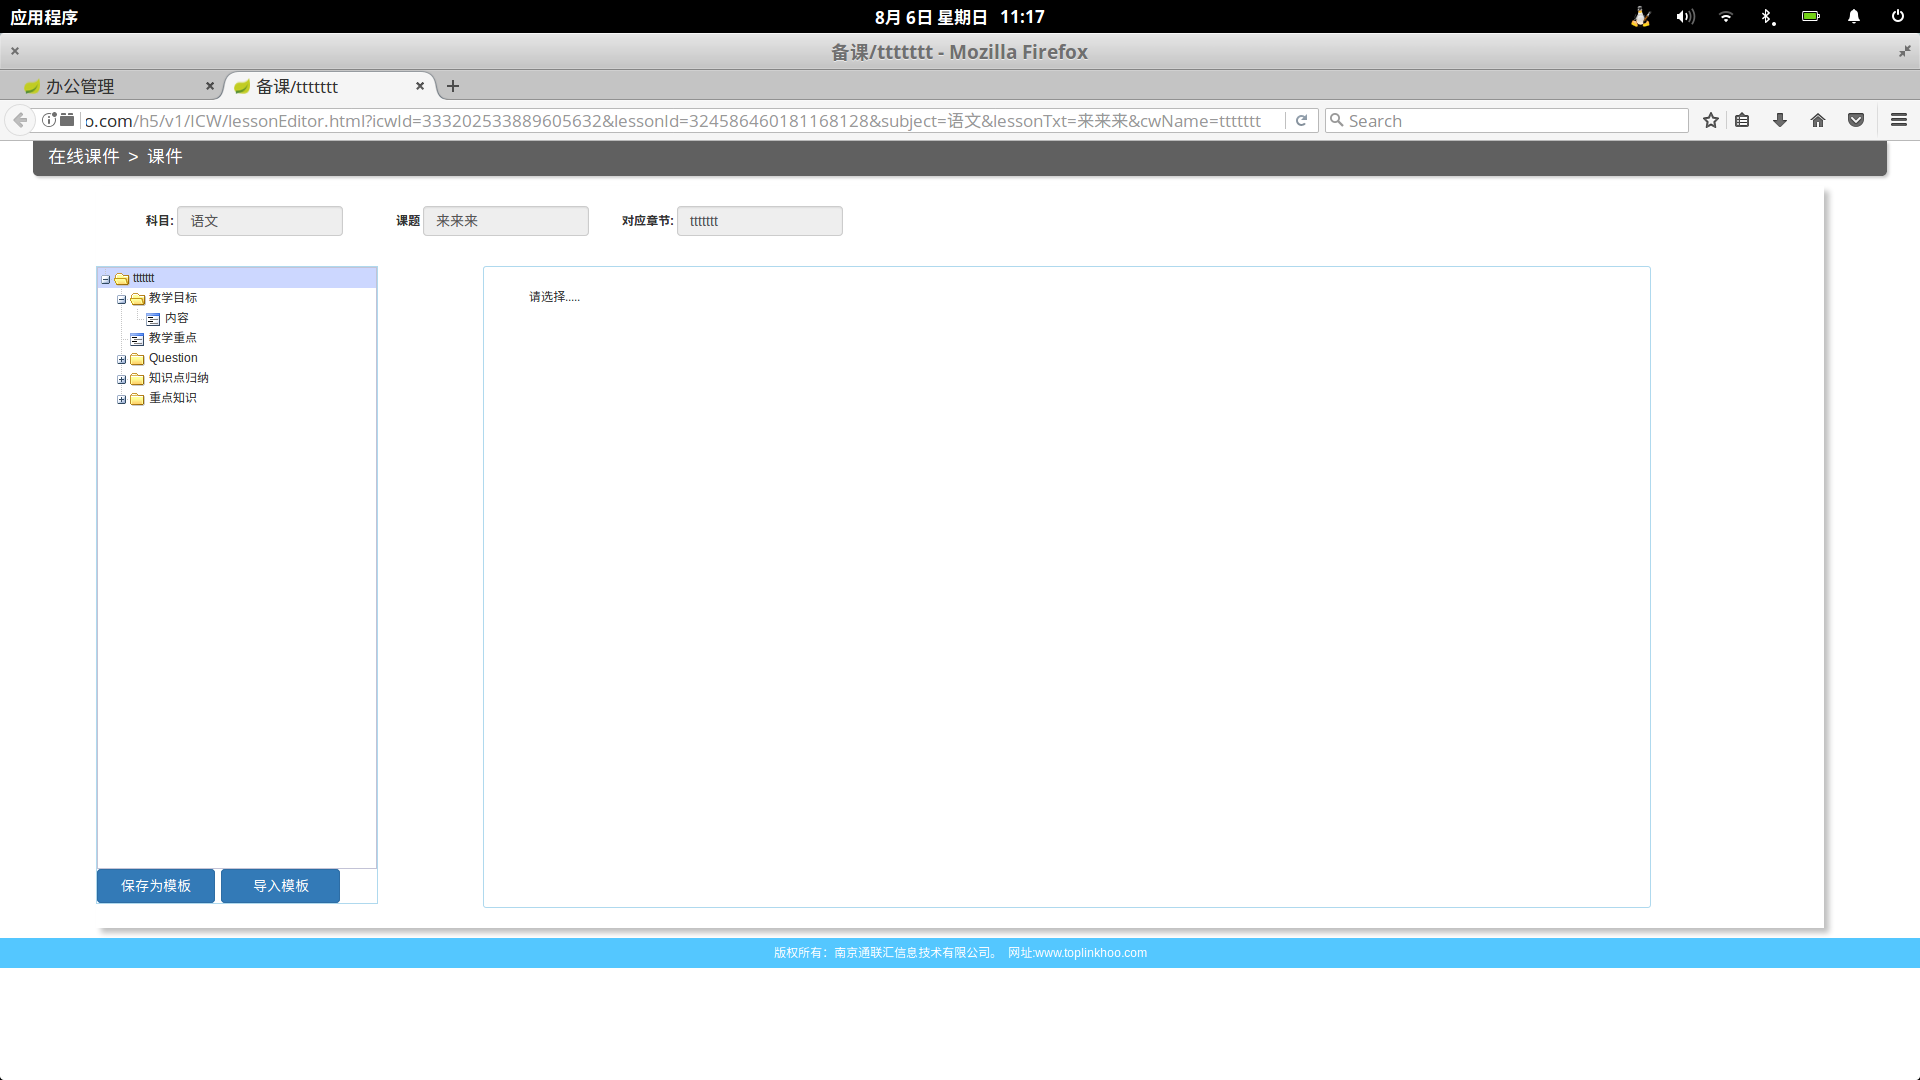 应用程序
8月 6日 星期日 11:17
备课/ttttttt - Mozilla Firefox
办公管理
备课/ttttttt
o.com/h5/v1/ICW/lessonEditor.html?icwId=333202533889605632&lessonId=324586460181168128&subject=语文&lessonTxt=来来来&cwName=ttttttt
Search
在线课件 > 课件
科目: 语文
课题 来来来
对应章节: ttttttt
ttttttt
教学目标
内容
教学重点
Question
知识点归纳
重点知识
请选择.....
保存为模板
导入模板
版权所有：南京通联汇信息技术有限公司。 网址:www.toplinkhoo.com